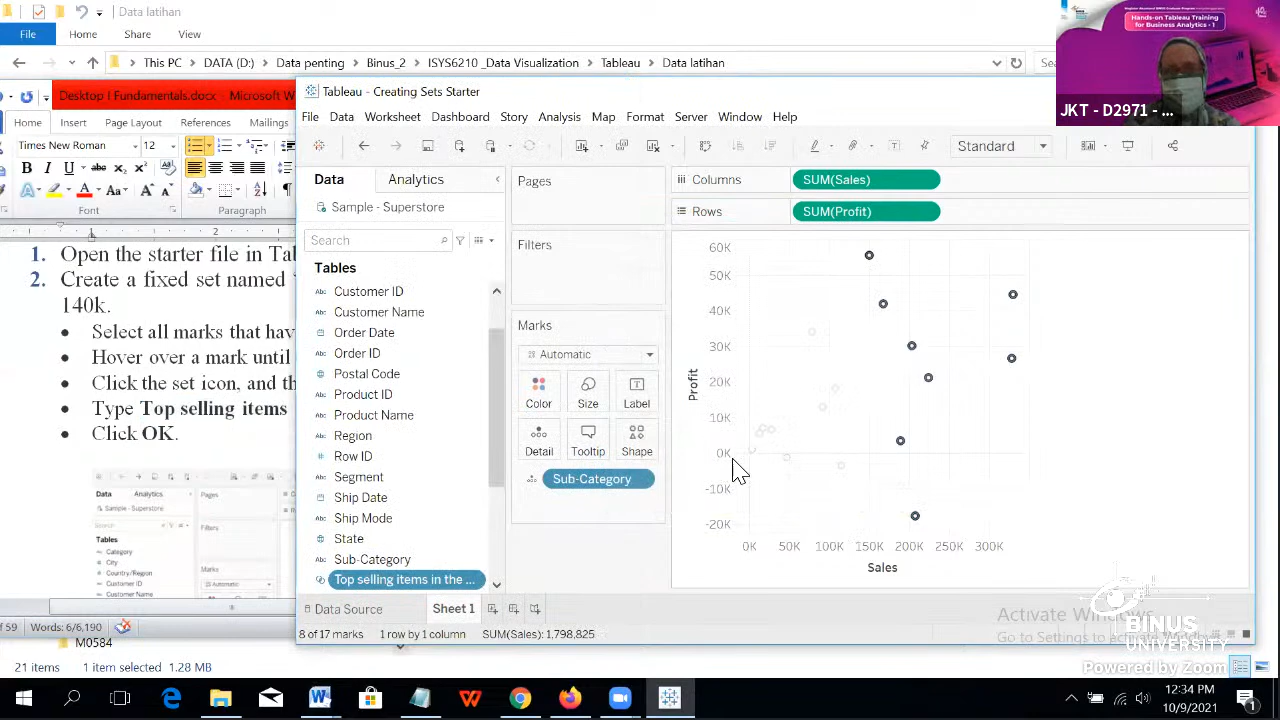 Data latihan
File Home Share View
This PC DATA (D:) Data penting Binus_2 ISYS6210 _Data Visualization Tableau Data latihan
Hands-on Tableau Training
for Business Analytics - 1
JKT - D2971 - ...
Desktop I Fundamentals.docx - Microsoft W
Home Insert Page Layout References
Times New Roman 12
B I U abc X₂ X²
Font Paragraph
1. Open the starter file in Tab
2. Create a fixed set named
140k.
• Select all marks that hav
• Hover over a mark until
• Click the set icon, and th
• Type Top selling items
• Click OK.
of 59 Words: 6/6,190
M0584
21 items 1 item selected 1.28 MB
Tableau - Creating Sets Starter
File Data Worksheet Dashboard Story Analysis Map Format Server Window Help
Standard
Data Analytics
Sample - Superstore
Search
Tables
Customer ID
Customer Name
Order Date
Order ID
Postal Code
Product ID
Product Name
Region
Row ID
Segment
Ship Date
Ship Mode
State
Sub-Category
Top selling items in the ...
Pages
Filters
Marks
Automatic
Color Size Label
Detail Tooltip Shape
Sub-Category
Columns SUM(Sales)
Rows SUM(Profit)
60K
50K
40K
30K
20K
10K
0K
-10K
-20K
Profit
0K 50K 100K 150K 200K 250K 300K
Sales
Data Source Sheet 1
8 of 17 marks 1 row by 1 column SUM(Sales): 1,798,825
Activate Windows
Go to Settings to activate Windows
BINUS
UNIVERSITY
Powered by Zoom
12:34 PM
10/9/2021